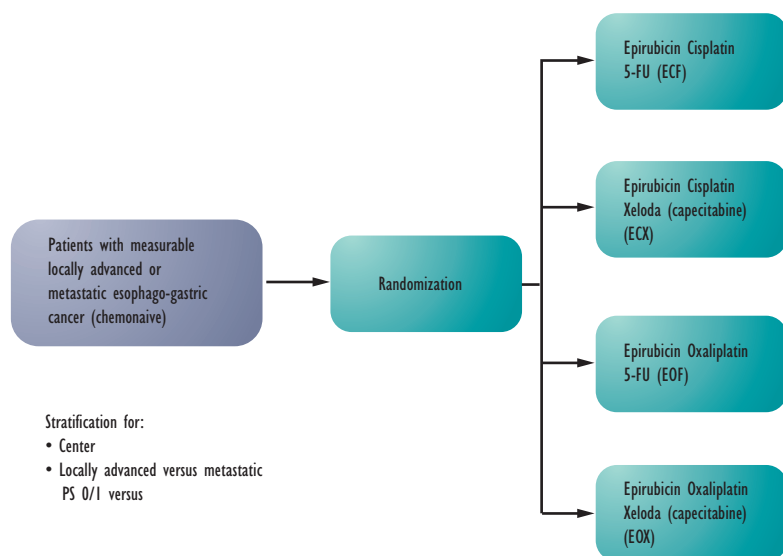 Patients with measurable
locally advanced or
metastatic esophago-gastric
cancer (chemonaive)
Stratification for:
• Center
• Locally advanced versus metastatic
PS 0/1 versus
Randomization
Epirubicin Cisplatin
5-FU (ECF)
Epirubicin Cisplatin
Xeloda (capecitabine)
(ECX)
Epirubicin Oxaliplatin
5-FU (EOF)
Epirubicin Oxaliplatin
Xeloda (capecitabine)
(EOX)